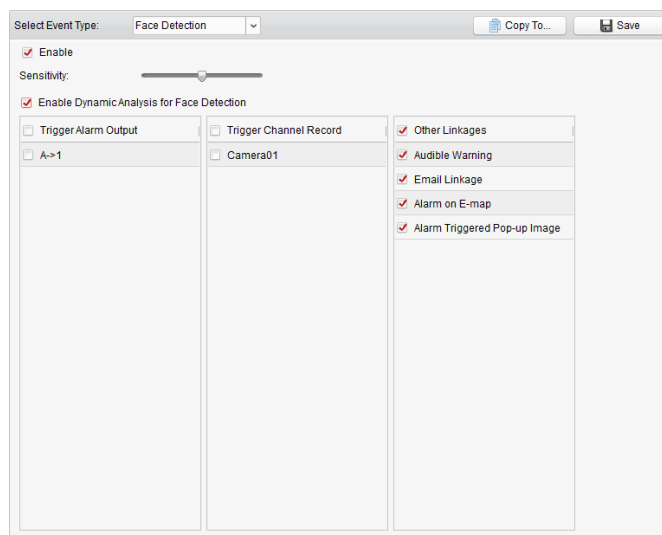 Select Event Type: Face Detection Copy To... Save
Enable
Sensitivity:
Enable Dynamic Analysis for Face Detection
Trigger Alarm Output Trigger Channel Record Other Linkages
A->1 Camera01 Audible Warning
Email Linkage
Alarm on E-map
Alarm Triggered Pop-up Image